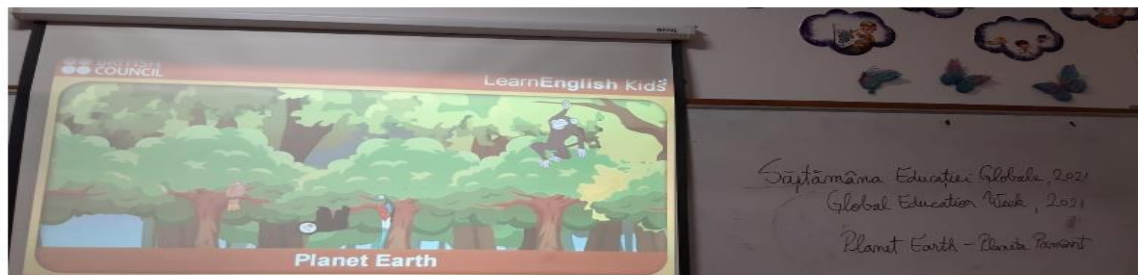 BRITISH
COUNCIL
LearnEnglish Kids
Planet Earth
Săptămâna Educației Globale, 2021
Global Education Week, 2021
Planet Earth - Planeta Pământ